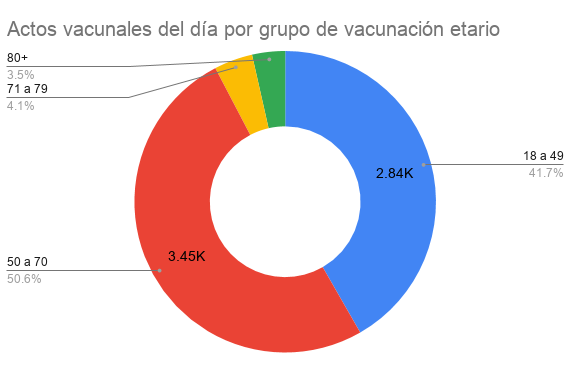 Actos vacunales del día por grupo de vacunación etario
80+
3.5%
71 a 79
4.1%
18 a 49
41.7%
2.84K
3.45K
50 a 70
50.6%